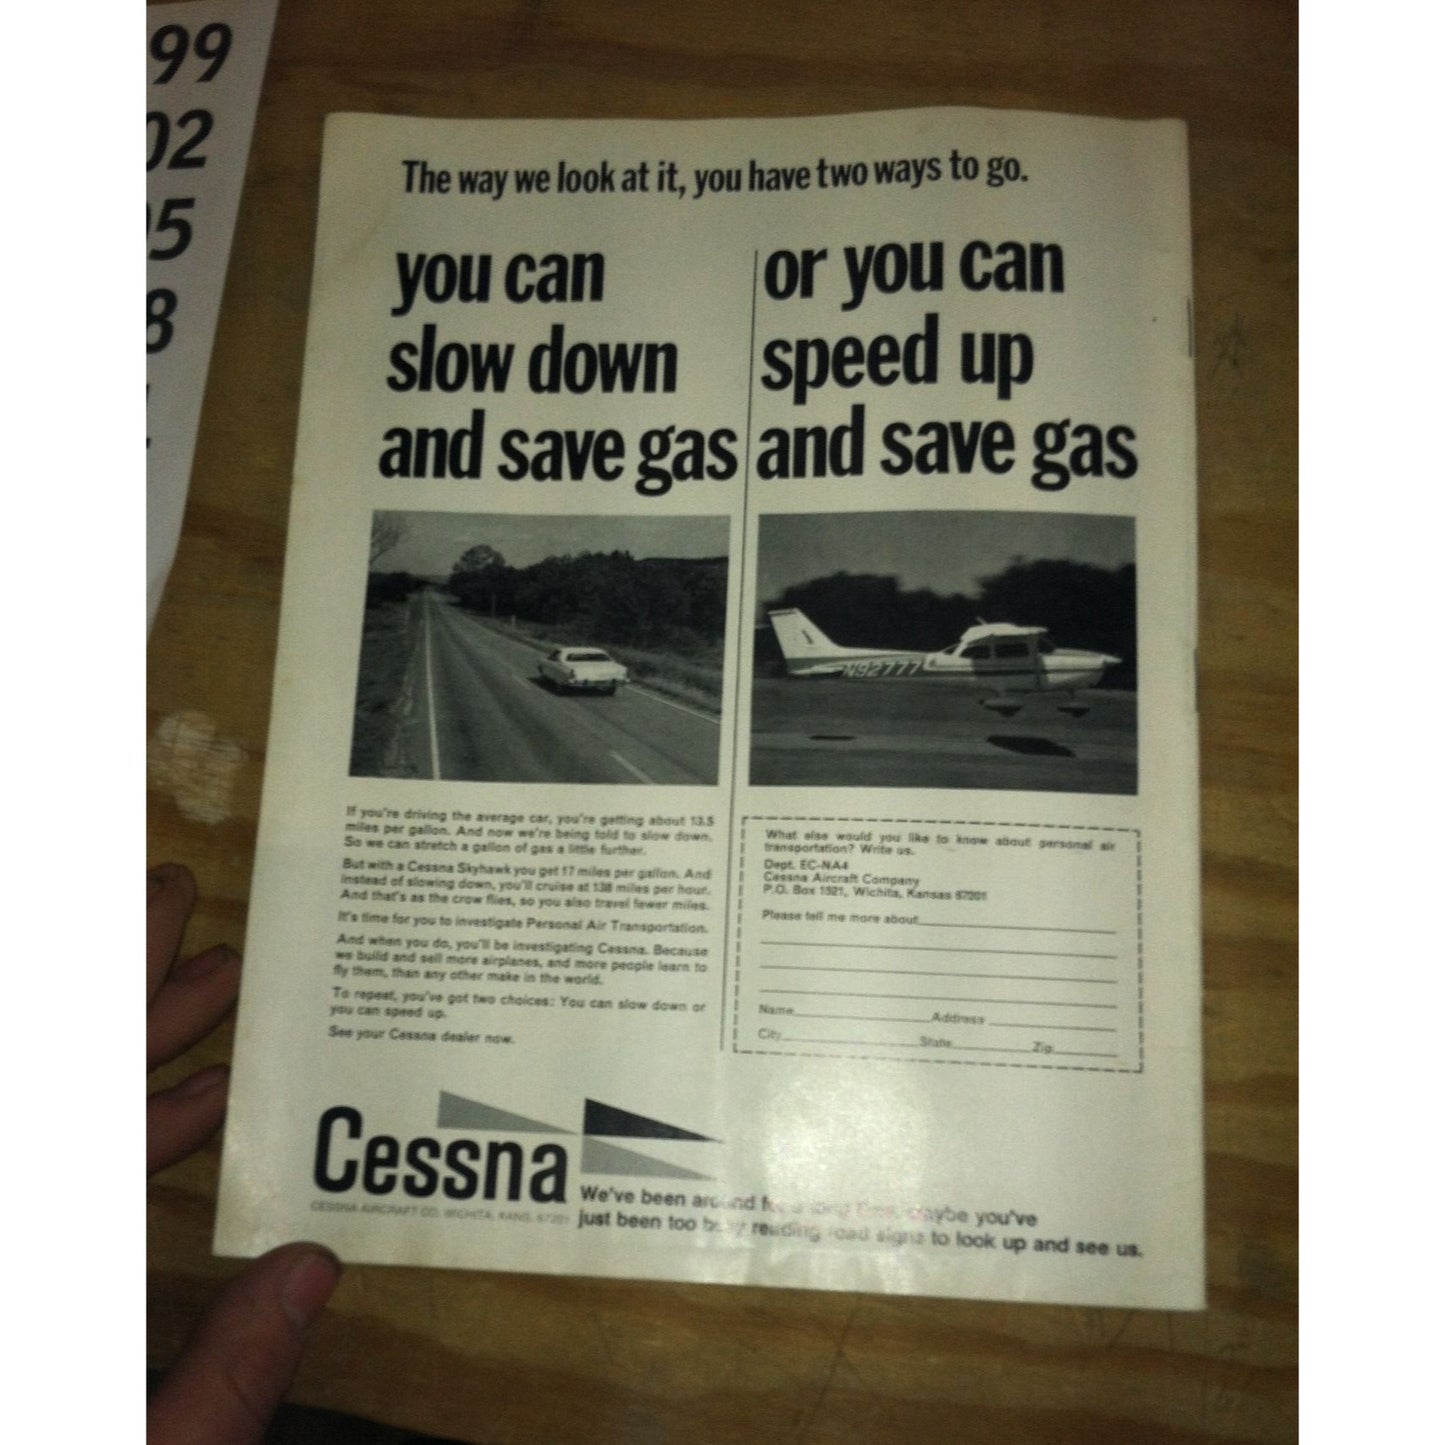 99
02
5
8
The way we look at it, you have two ways to go.
you can
slow down
and save gas
or you can
speed up
and save gas
N92777
If you're driving the average car, you're getting about 13.5
miles per gallon. And now we're being told to slow down.
So we can stretch a gallon of gas a little further.
But with a Cessna Skyhawk you get 17 miles per gallon. And
instead of slowing down, you'll cruise at 138 miles per hour.
And that's as the crow flies, so you also travel fewer miles.
It's time for you to investigate Personal Air Transportation.
And when you do, you'll be investigating Cessna. Because
we build and sell more airplanes, and more people learn to
fly them, than any other make in the world.
To repeat, you've got two choices: You can slow down or
you can speed up.
See your Cessna dealer now.
What else would you like to know about personal air
transportation? Write us.
Dept. EC-NA4
Cessna Aircraft Company
P.O. Box 1521, Wichita, Kansas 67201
Please tell me more about
Name Address
City State Zip
Cessna
CESSNA AIRCRAFT CO. WICHITA, KANS. 67201
We've been around for a long time, maybe you've
just been too busy reading road signs to look up and see us.